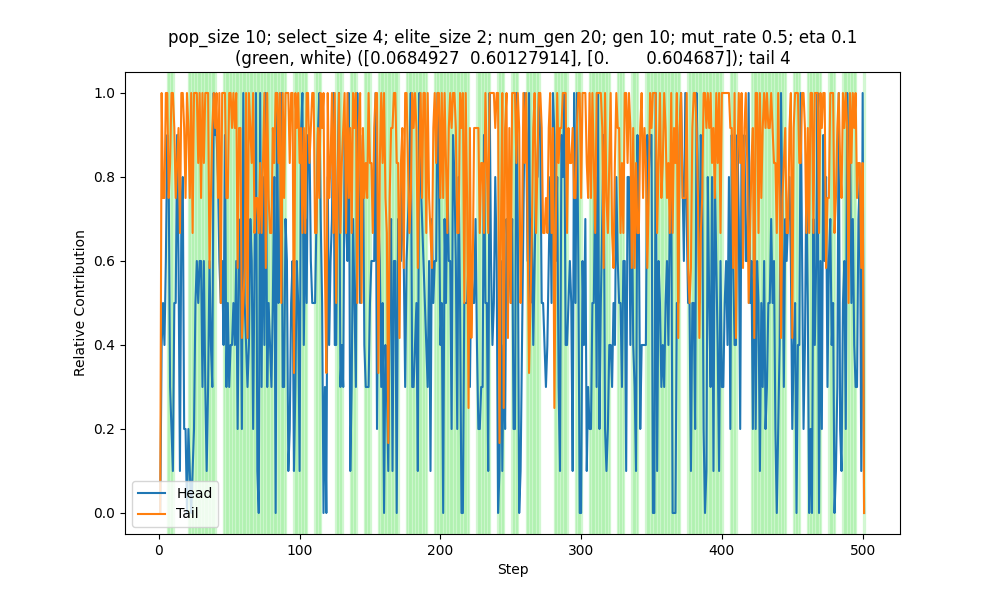 pop_size 10; select_size 4; elite_size 2; num_gen 20; gen 10; mut_rate 0.5; eta 0.1
(green, white) ([0.0684927  0.60127914], [0.        0.604687]); tail 4
1.0
0.8
0.6
0.4
0.2
0.0
Relative Contribution
Head
Tail
0
100
200
300
400
500
Step